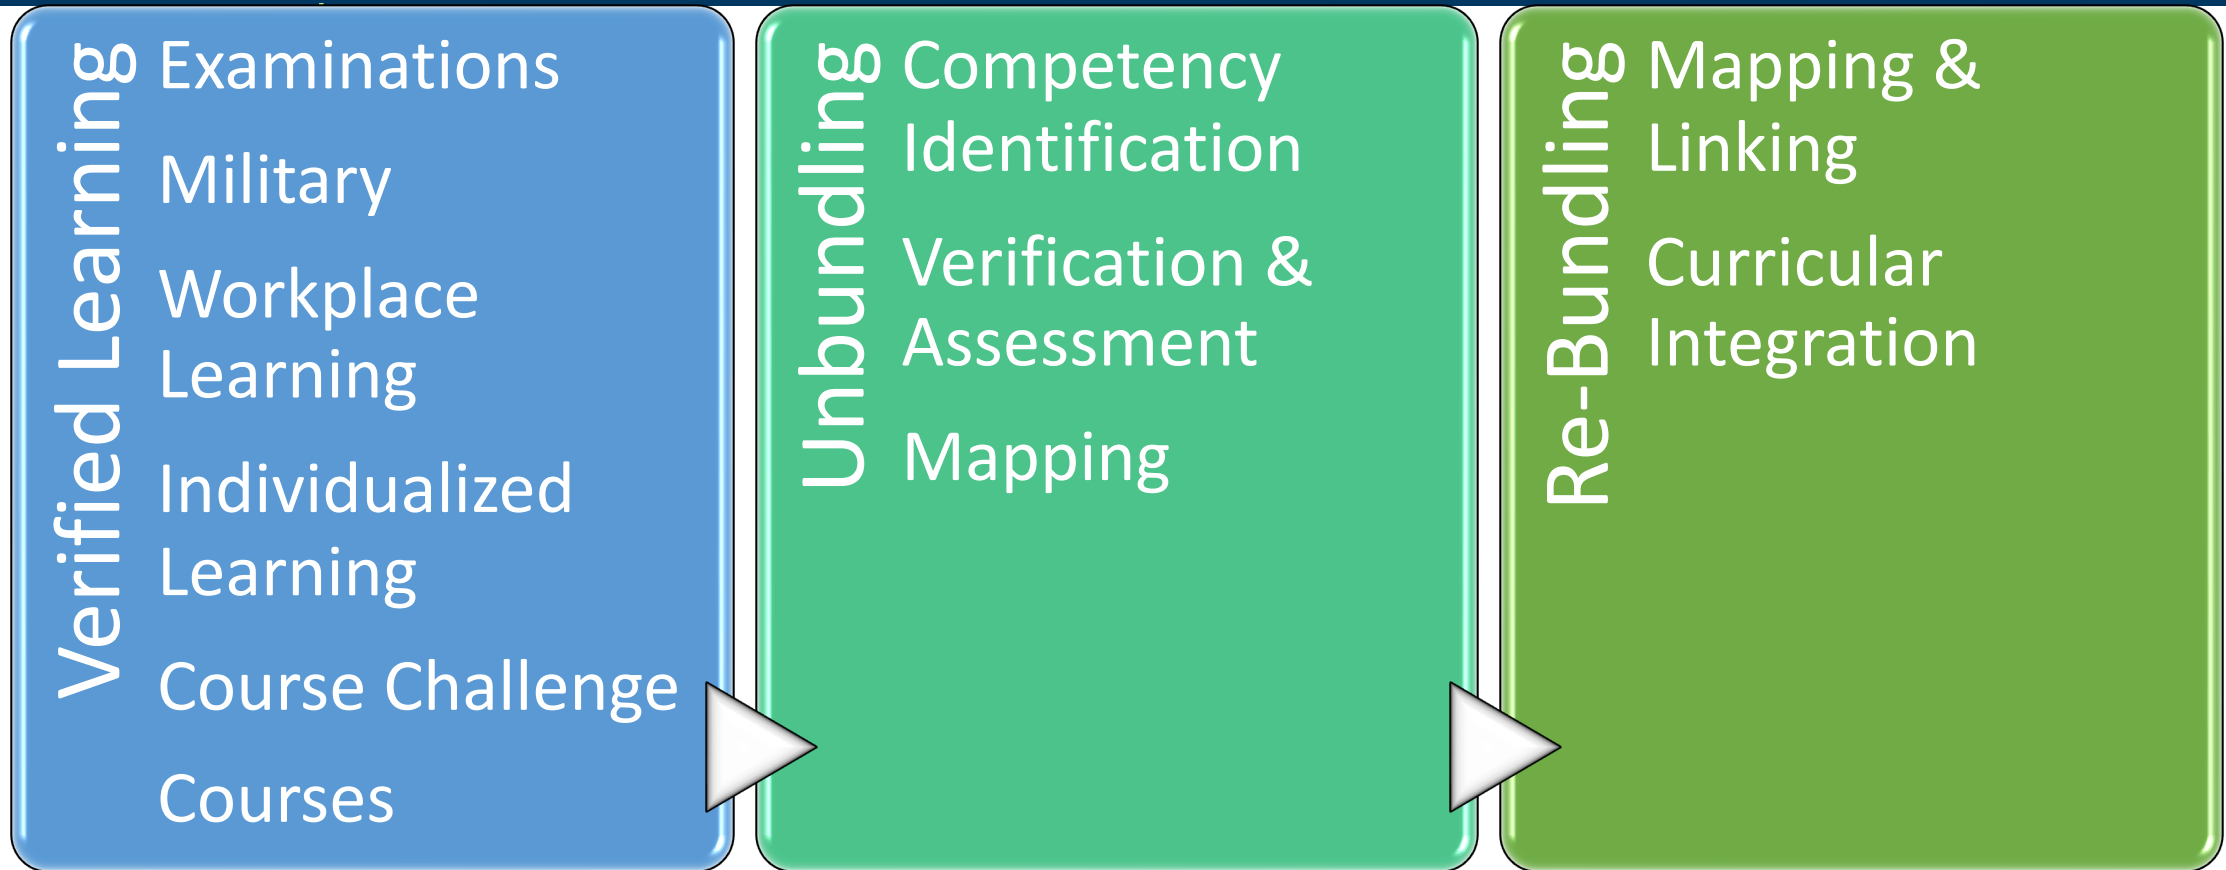 Verified Learning
Examinations
Military
Workplace
Learning
Individualized
Learning
Course Challenge
Courses
Unbundling
Competency
Identification
Verification &
Assessment
Mapping
Re-Bundling
Mapping &
Linking
Curricular
Integration